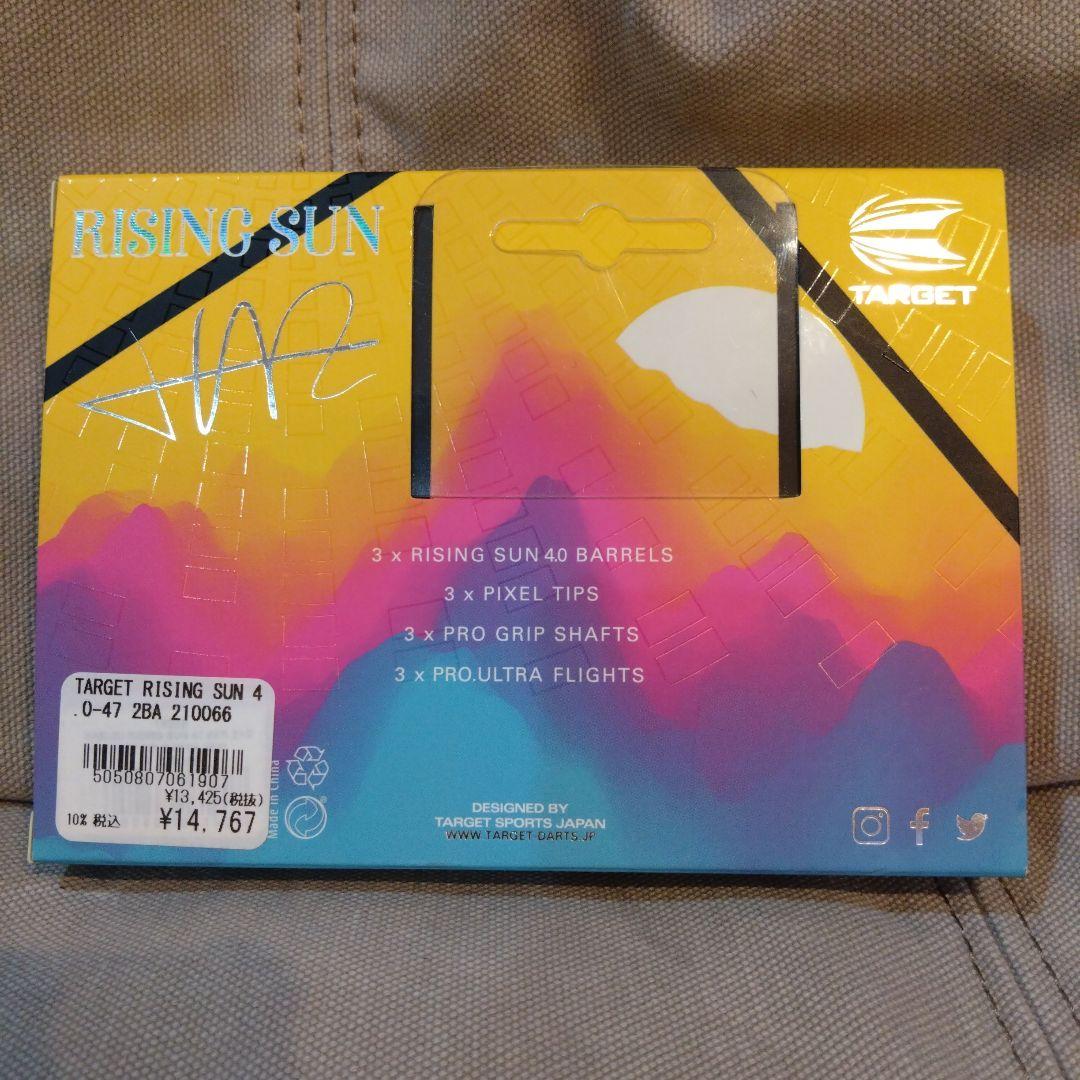 RISING SUN
TARGET
3 x RISING SUN 4.0 BARRELS
3 x PIXEL TIPS
3 x PRO GRIP SHAFTS
3 x PRO.ULTRA FLIGHTS
TARGET RISING SUN 4
.0-47 2BA 210066
5050807061907
¥13,425(税抜)
10% 税込 ¥14,767
Made in China
DESIGNED BY
TARGET SPORTS JAPAN
WWW.TARGET-DARTS.JP